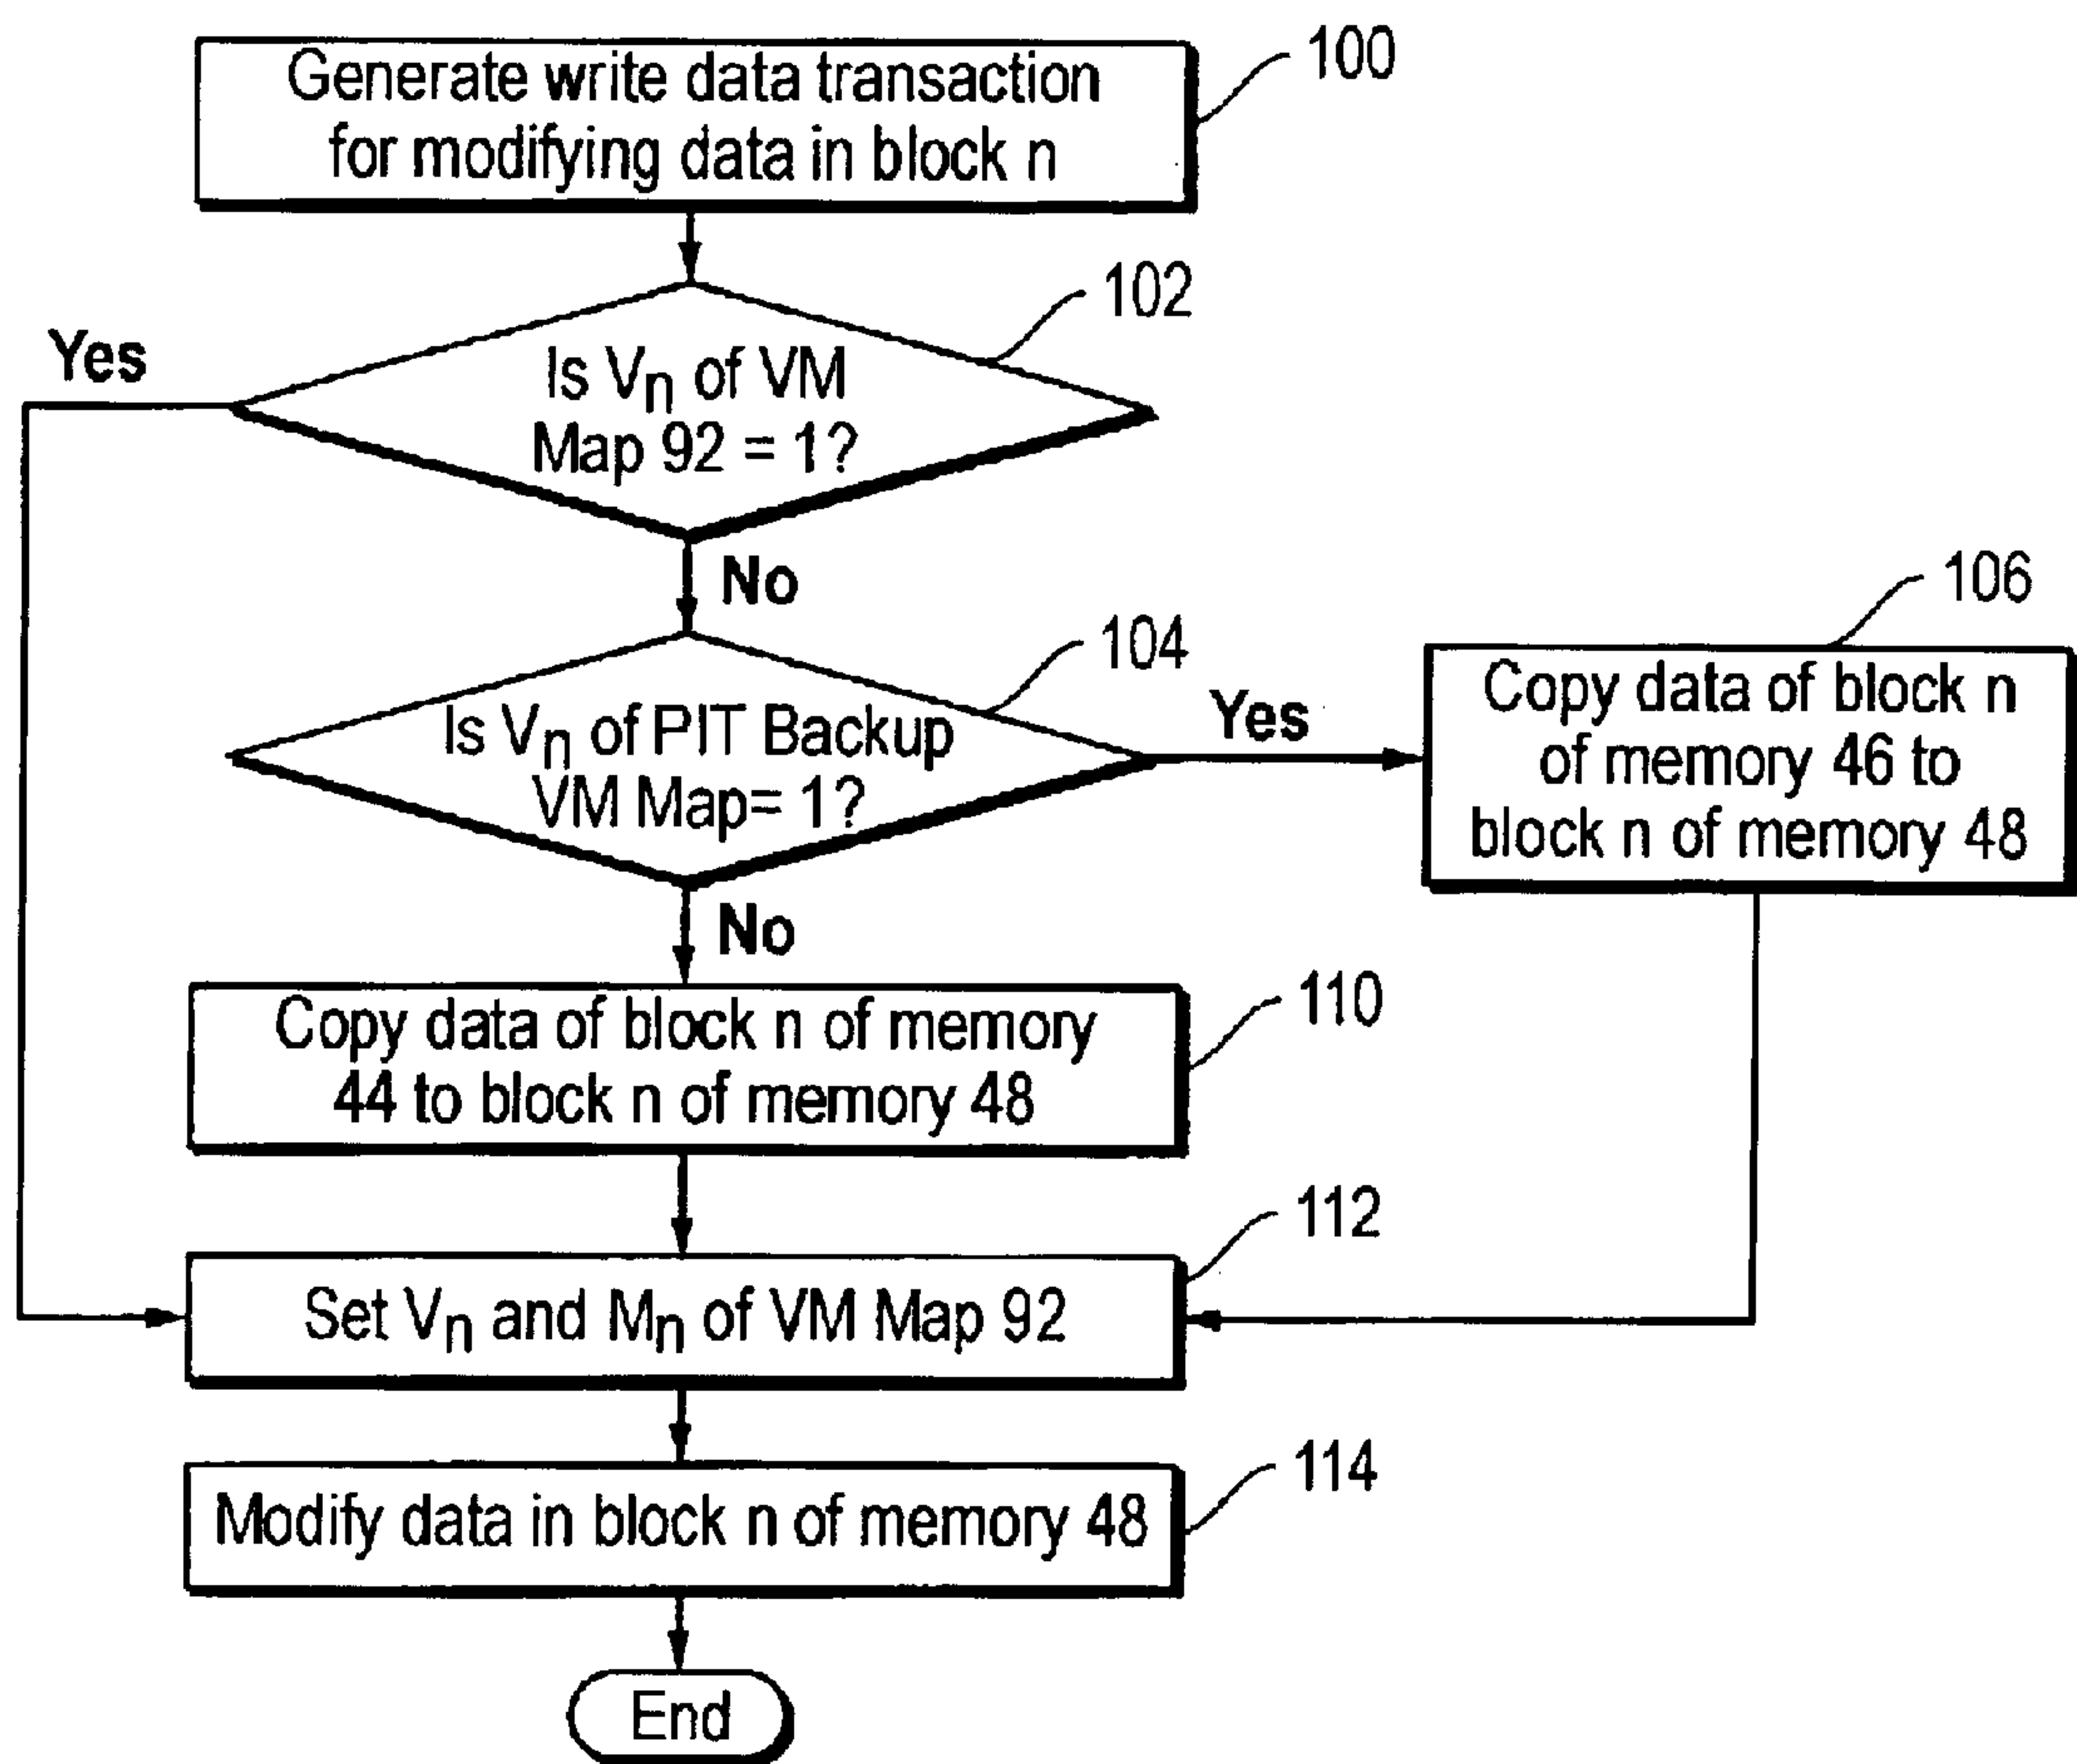 Generate write data transaction
for modifying data in block n
100
102
Yes
Is Vn of VM
Map 92 = 1?
No
104
106
Is Vn of PIT Backup
VM Map= 1?
Yes
Copy data of block n
of memory 46 to
block n of memory 48
No
110
Copy data of block n of memory
44 to block n of memory 48
112
Set Vn and Mn of VM Map 92
114
Modify data in block n of memory 48
End